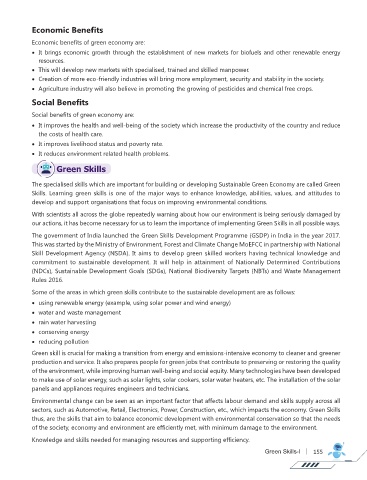 Economic Benefits
Economic benefits of green economy are:
• It brings economic growth through the establishment of new markets for biofuels and other renewable energy
resources.
• This will develop new markets with specialised, trained and skilled manpower.
• Creation of more eco-friendly industries will bring more employment, security and stability in the society.
• Agriculture industry will also believe in promoting the growing of pesticides and chemical free crops.
Social Benefits
Social benefits of green economy are:
• It improves the health and well-being of the society which increase the productivity of the country and reduce
the costs of health care.
• It improves livelihood status and poverty rate.
• It reduces environment related health problems.
Green Skills
The specialised skills which are important for building or developing Sustainable Green Economy are called Green
Skills. Learning green skills is one of the major ways to enhance knowledge, abilities, values, and attitudes to
develop and support organisations that focus on improving environmental conditions.
With scientists all across the globe repeatedly warning about how our environment is being seriously damaged by
our actions, it has become necessary for us to learn the importance of implementing Green Skills in all possible ways.
The government of India launched the Green Skills Development Programme (GSDP) in India in the year 2017.
This was started by the Ministry of Environment, Forest and Climate Change MoEFCC in partnership with National
Skill Development Agency (NSDA). It aims to develop green skilled workers having technical knowledge and
commitment to sustainable development. It will help in attainment of Nationally Determined Contributions
(NDCs), Sustainable Development Goals (SDGs), National Biodiversity Targets (NBTs) and Waste Management
Rules 2016.
Some of the areas in which green skills contribute to the sustainable development are as follows:
• using renewable energy (example, using solar power and wind energy)
• water and waste management
• rain water harvesting
• conserving energy
• reducing pollution
Green skill is crucial for making a transition from energy and emissions-intensive economy to cleaner and greener
production and service. It also prepares people for green jobs that contribute to preserving or restoring the quality
of the environment, while improving human well-being and social equity. Many technologies have been developed
to make use of solar energy, such as solar lights, solar cookers, solar water heaters, etc. The installation of the solar
panels and appliances requires engineers and technicians.
Environmental change can be seen as an important factor that affects labour demand and skills supply across all
sectors, such as Automotive, Retail, Electronics, Power, Construction, etc., which impacts the economy. Green Skills
thus, are the skills that aim to balance economic development with environmental conservation so that the needs
of the society, economy and environment are efficiently met, with minimum damage to the environment.
Knowledge and skills needed for managing resources and supporting efficiency.
Green Skills-I | 155